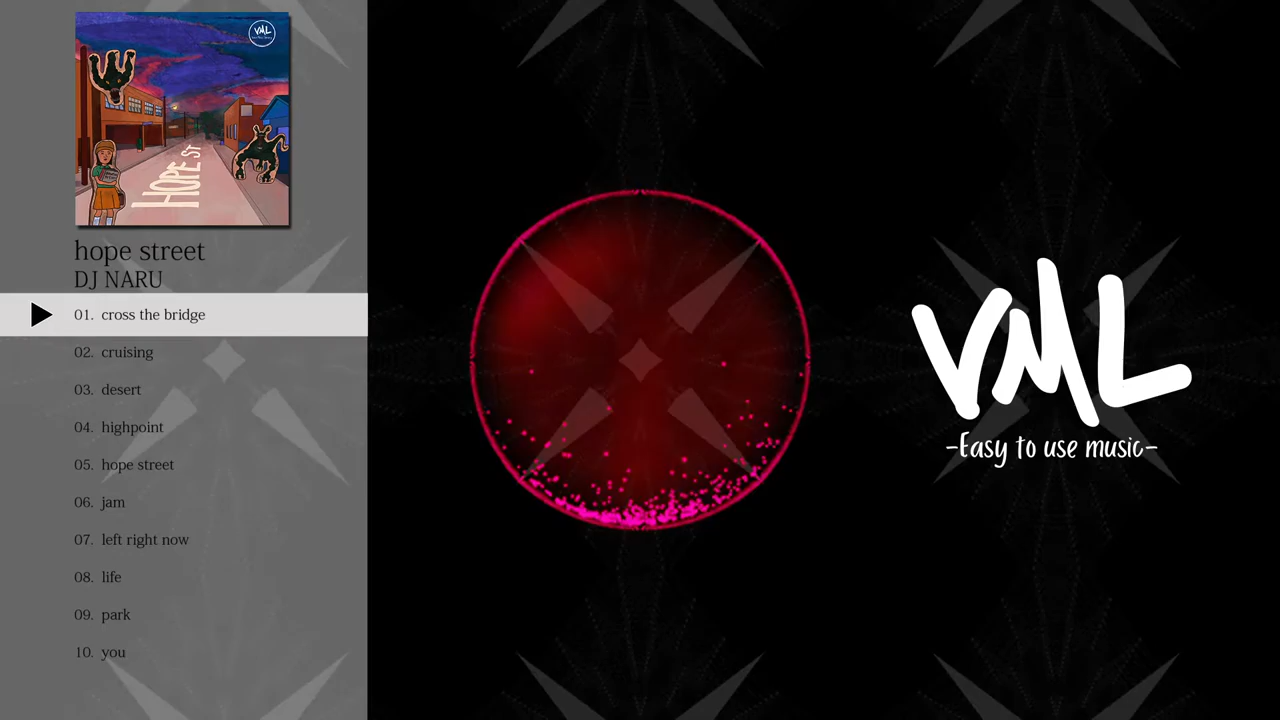 VML
HOPE ST
hope street
DJ NARU
01. cross the bridge
02. cruising
03. desert
04. highpoint
05. hope street
06. jam
07. left right now
08. life
09. park
10. you
VML
-Easy to use music-